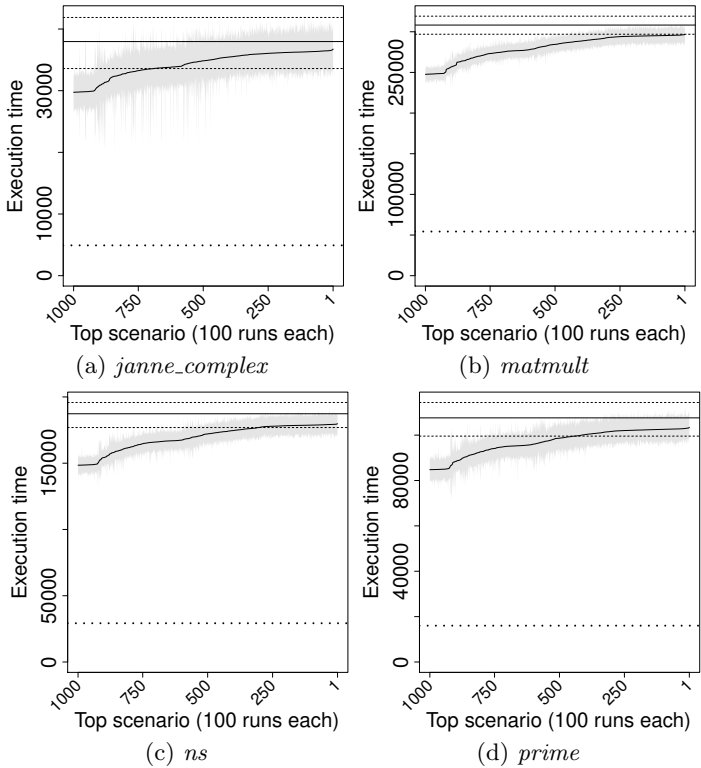 Execution time
0
10000
30000
1000
750
500
250
1
Top scenario (100 runs each)
(a) janne_complex
Execution time
0
100000
250000
1000
750
500
250
1
Top scenario (100 runs each)
(b) matmult
Execution time
0
50000
150000
1000
750
500
250
1
Top scenario (100 runs each)
(c) ns
Execution time
0
40000
80000
1000
750
500
250
1
Top scenario (100 runs each)
(d) prime